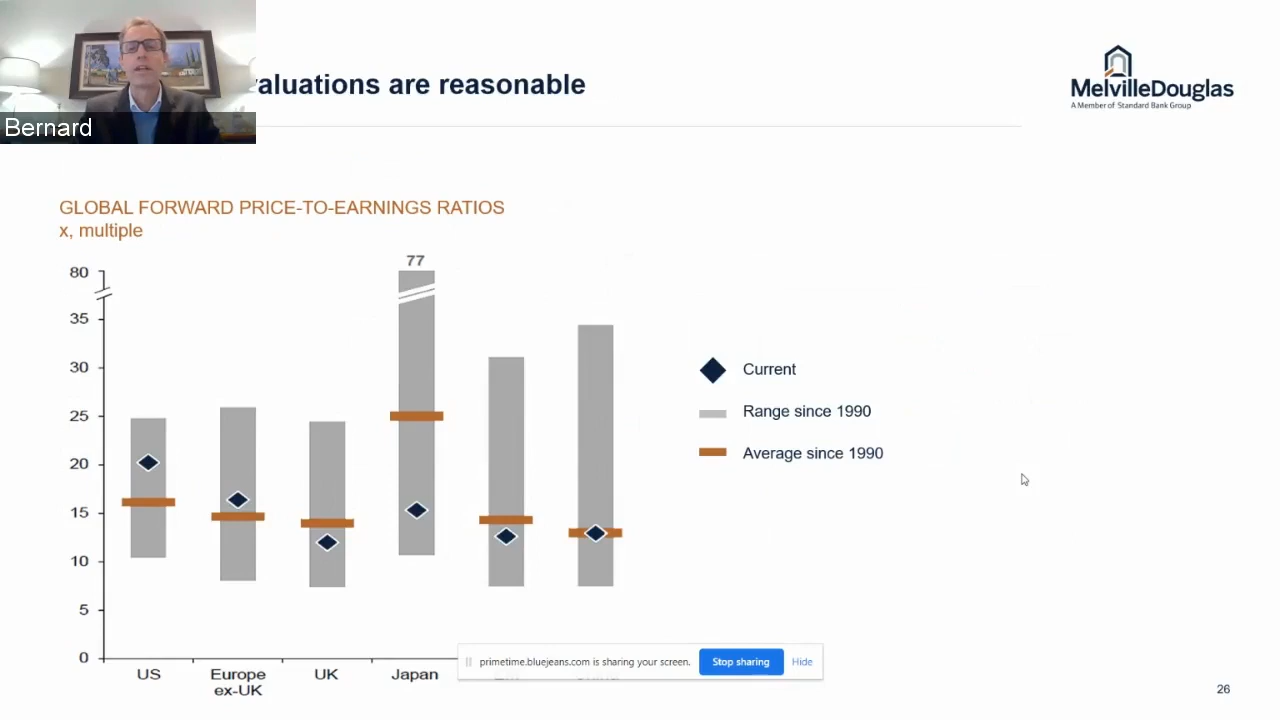 Bernard
valuations are reasonable
MelvilleDouglas
A Member of Standard Bank Group
GLOBAL FORWARD PRICE-TO-EARNINGS RATIOS
x, multiple
77
80
35
30
25
20
15
10
5
0
US
Europe
ex-UK
UK
Japan
Current
Range since 1990
Average since 1990
primetime.bluejeans.com is sharing your screen.
Stop sharing
Hide
26